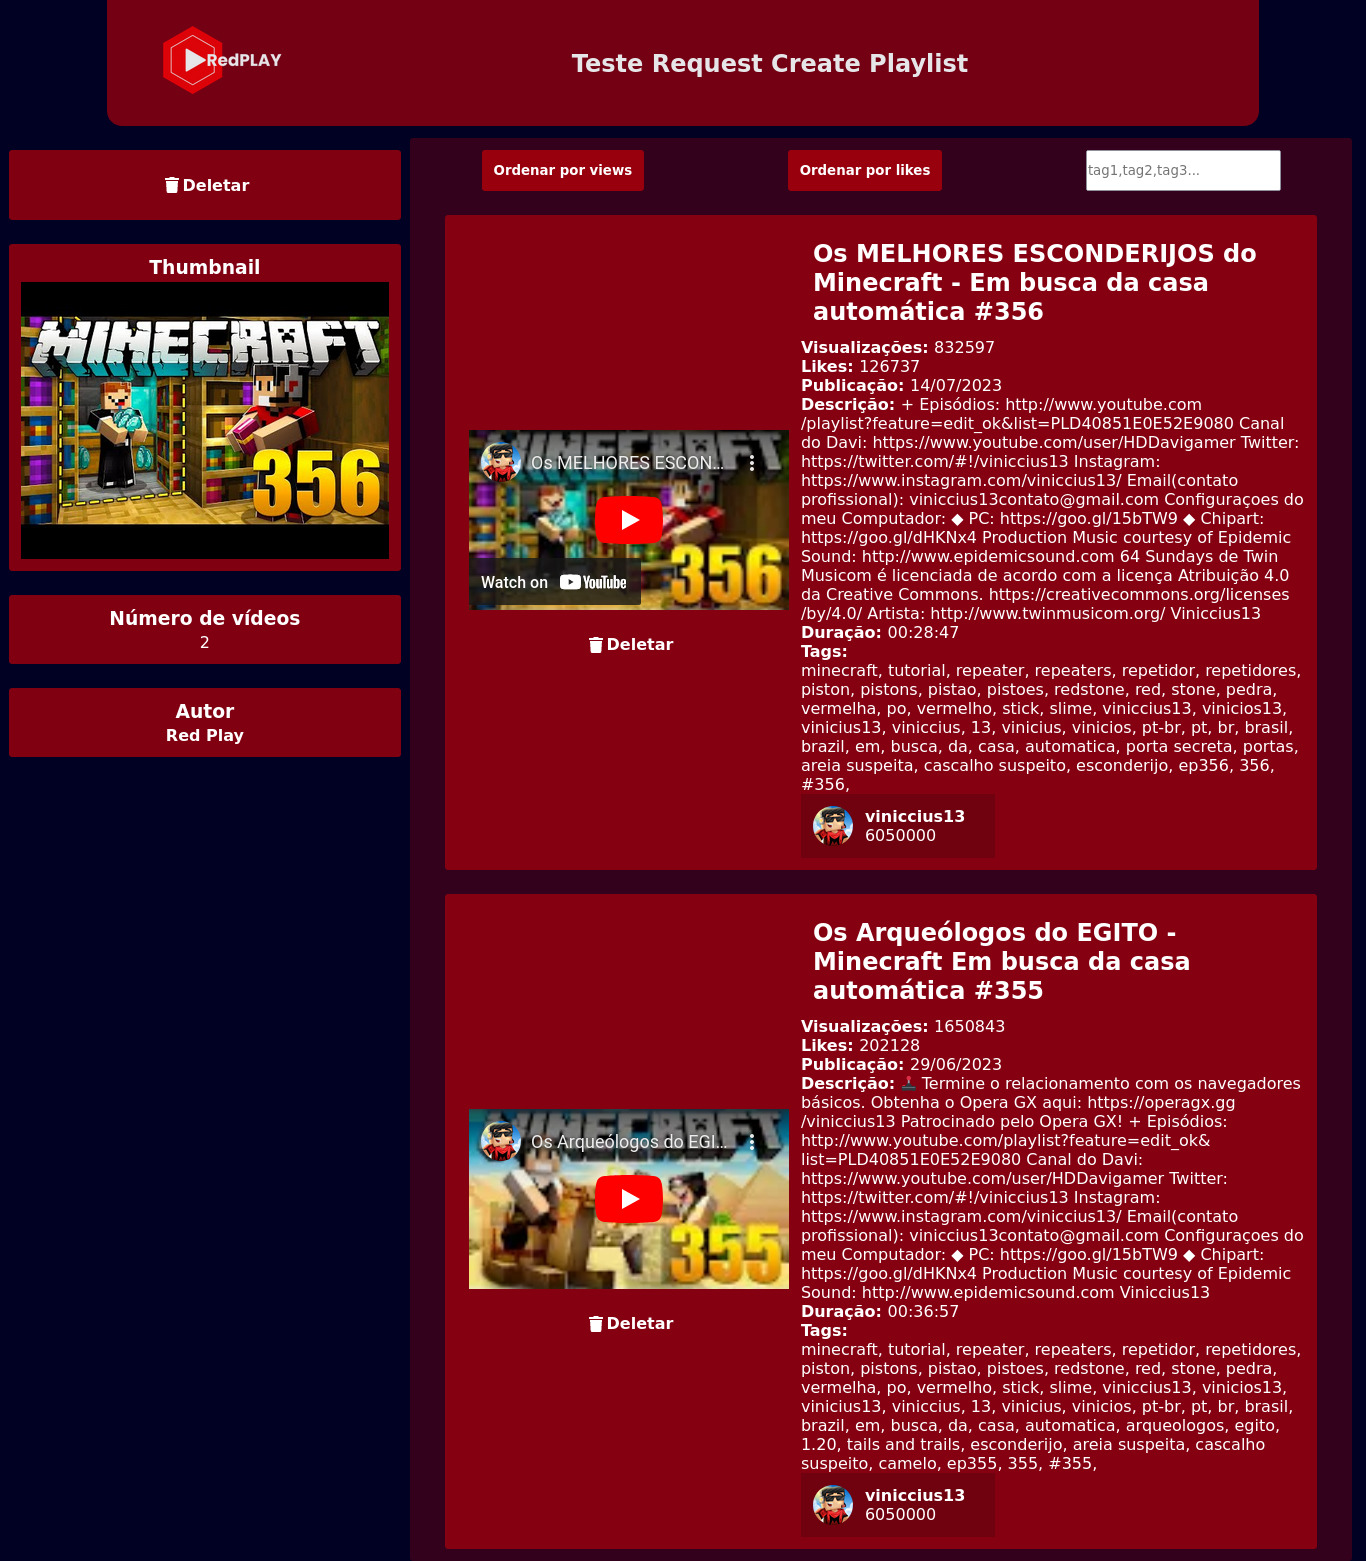 RedPLAY
Teste Request Create Playlist
Deletar
Thumbnail
MINECRAFT
356
Número de vídeos
2
Autor
Red Play
Ordenar por views
Ordenar por likes
tag1,tag2,tag3...
MINECRAFT
Os MELHORES ESCON...
356
Watch on YouTube
Deletar
Os MELHORES ESCONDERIJOS do
Minecraft - Em busca da casa
automática #356
Visualizações: 832597
Likes: 126737
Publicação: 14/07/2023
Descrição: + Episódios: http://www.youtube.com
/playlist?feature=edit_ok&list=PLD40851E0E52E9080 Canal
do Davi: https://www.youtube.com/user/HDDavigamer Twitter:
https://twitter.com/#!/viniccius13 Instagram:
https://www.instagram.com/viniccius13/ Email(contato
profissional): viniccius13contato@gmail.com Configuraçoes do
meu Computador: ◆ PC: https://goo.gl/15bTW9 ◆ Chipart:
https://goo.gl/dHKNx4 Production Music courtesy of Epidemic
Sound: http://www.epidemicsound.com 64 Sundays de Twin
Musicom é licenciada de acordo com a licença Atribuição 4.0
da Creative Commons. https://creativecommons.org/licenses
/by/4.0/ Artista: http://www.twinmusicom.org/ Viniccius13
Duração: 00:28:47
Tags:
minecraft, tutorial, repeater, repeaters, repetidor, repetidores,
piston, pistons, pistao, pistoes, redstone, red, stone, pedra,
vermelha, po, vermelho, stick, slime, viniccius13, vinicios13,
vinicius13, viniccius, 13, vinicius, vinicios, pt-br, pt, br, brasil,
brazil, em, busca, da, casa, automatica, porta secreta, portas,
areia suspeita, cascalho suspeito, esconderijo, ep356, 356,
#356,
viniccius13
6050000
MINECRAFT
Os Arqueólogos do EGI...
355
Deletar
Os Arqueólogos do EGITO -
Minecraft Em busca da casa
automática #355
Visualizações: 1650843
Likes: 202128
Publicação: 29/06/2023
Descrição: 🕹️ Termine o relacionamento com os navegadores
básicos. Obtenha o Opera GX aqui: https://operagx.gg
/viniccius13 Patrocinado pelo Opera GX! + Episódios:
http://www.youtube.com/playlist?feature=edit_ok&
list=PLD40851E0E52E9080 Canal do Davi:
https://www.youtube.com/user/HDDavigamer Twitter:
https://twitter.com/#!/viniccius13 Instagram:
https://www.instagram.com/viniccius13/ Email(contato
profissional): viniccius13contato@gmail.com Configuraçoes do
meu Computador: ◆ PC: https://goo.gl/15bTW9 ◆ Chipart:
https://goo.gl/dHKNx4 Production Music courtesy of Epidemic
Sound: http://www.epidemicsound.com Viniccius13
Duração: 00:36:57
Tags:
minecraft, tutorial, repeater, repeaters, repetidor, repetidores,
piston, pistons, pistao, pistoes, redstone, red, stone, pedra,
vermelha, po, vermelho, stick, slime, viniccius13, vinicios13,
vinicius13, viniccius, 13, vinicius, vinicios, pt-br, pt, br, brasil,
brazil, em, busca, da, casa, automatica, arqueologos, egito,
1.20, tails and trails, esconderijo, areia suspeita, cascalho
suspeito, camelo, ep355, 355, #355,
viniccius13
6050000